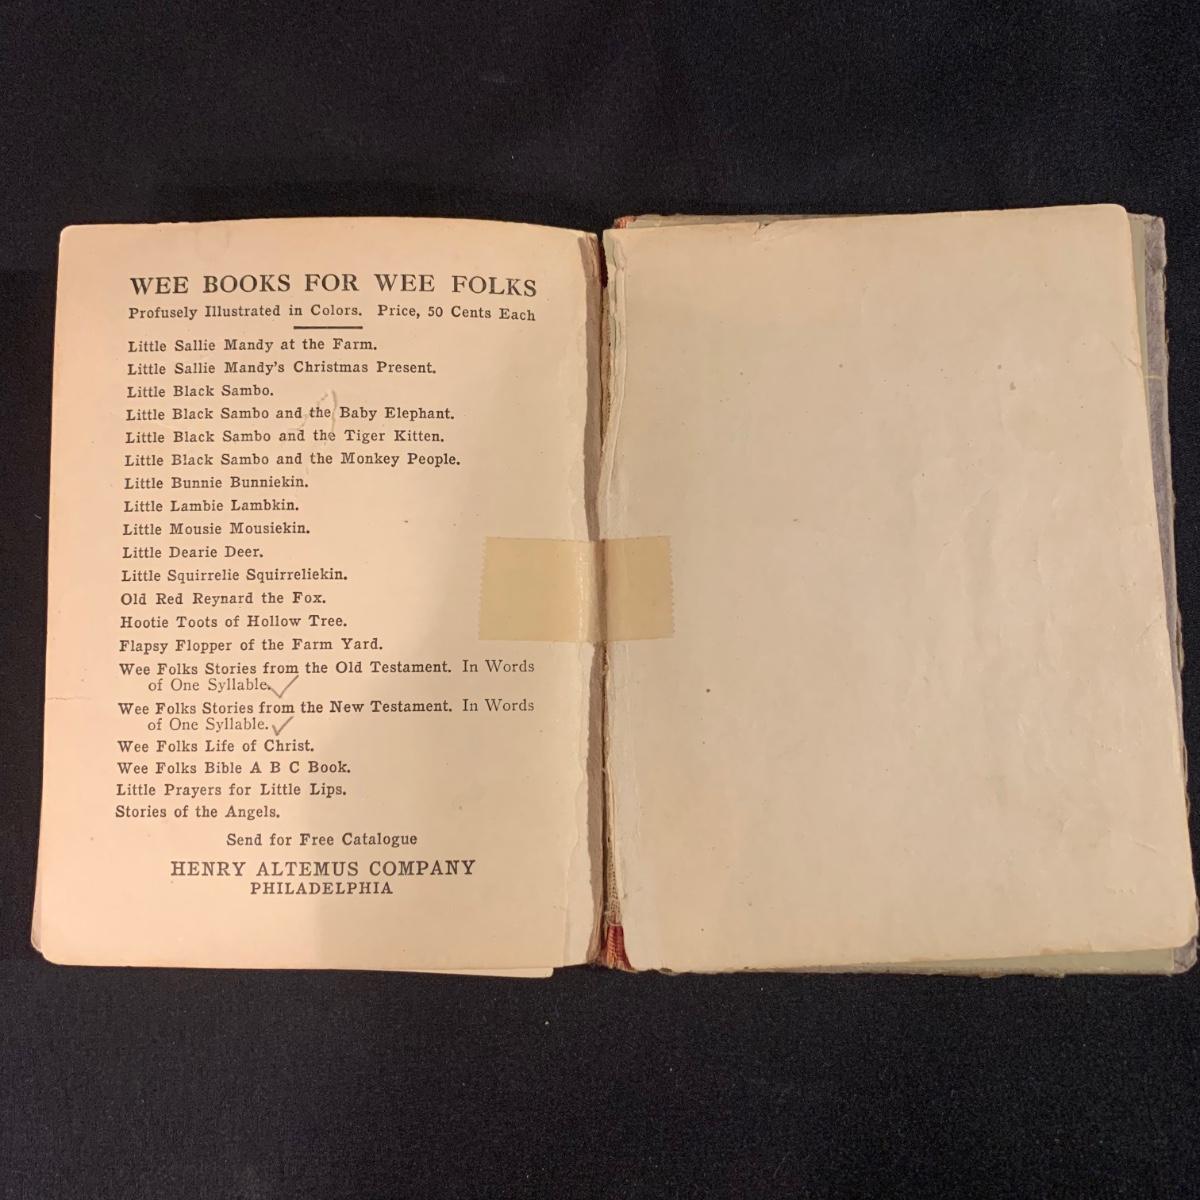 WEE BOOKS FOR WEE FOLKS
Profusely Illustrated in Colors. Price, 50 Cents Each
Little Sallie Mandy at the Farm.
Little Sallie Mandy's Christmas Present.
Little Black Sambo.
Little Black Sambo and the Baby Elephant.
Little Black Sambo and the Tiger Kitten.
Little Black Sambo and the Monkey People.
Little Bunnie Bunniekin.
Little Lambie Lambkin.
Little Mousie Mousiekin.
Little Dearie Deer.
Little Squirrelie Squirreliekin.
Old Red Reynard the Fox.
Hootie Toots of Hollow Tree.
Flapsy Flopper of the Farm Yard.
Wee Folks Stories from the Old Testament. In Words
of One Syllable.
Wee Folks Stories from the New Testament. In Words
of One Syllable.
Wee Folks Life of Christ.
Wee Folks Bible A B C Book.
Little Prayers for Little Lips.
Stories of the Angels.
Send for Free Catalogue
HENRY ALTEMUS COMPANY
PHILADELPHIA